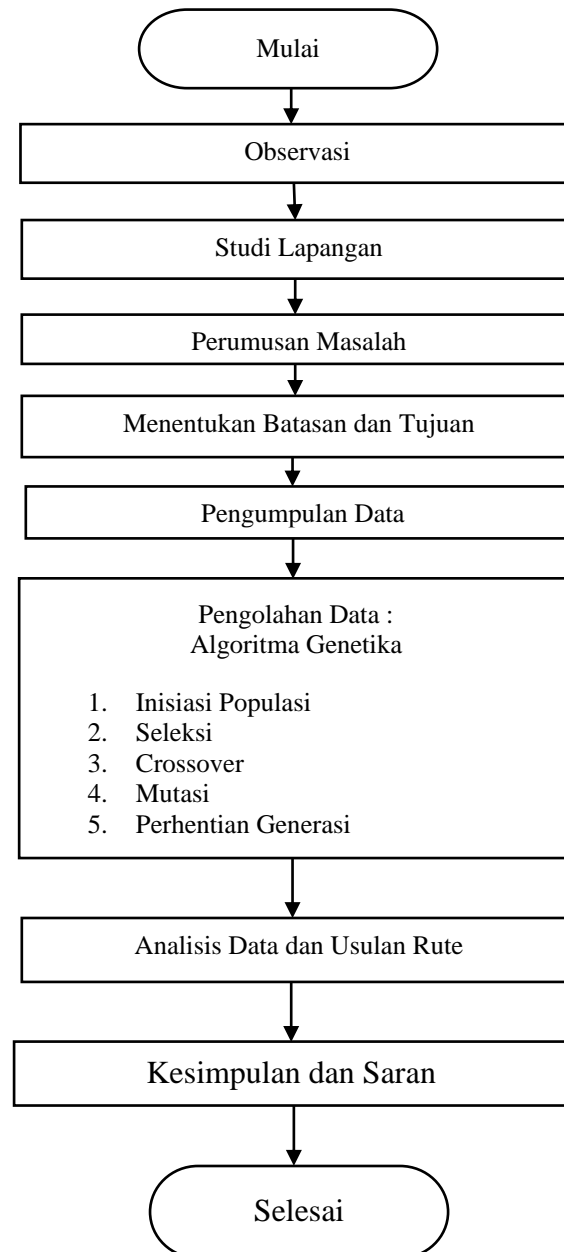 Mulai
Observasi
Studi Lapangan
Perumusan Masalah
Menentukan Batasan dan Tujuan
Pengumpulan Data
Pengolahan Data :
Algoritma Genetika
1. Inisiasi Populasi
2. Seleksi
3. Crossover
4. Mutasi
5. Perhentian Generasi
Analisis Data dan Usulan Rute
Kesimpulan dan Saran
Selesai